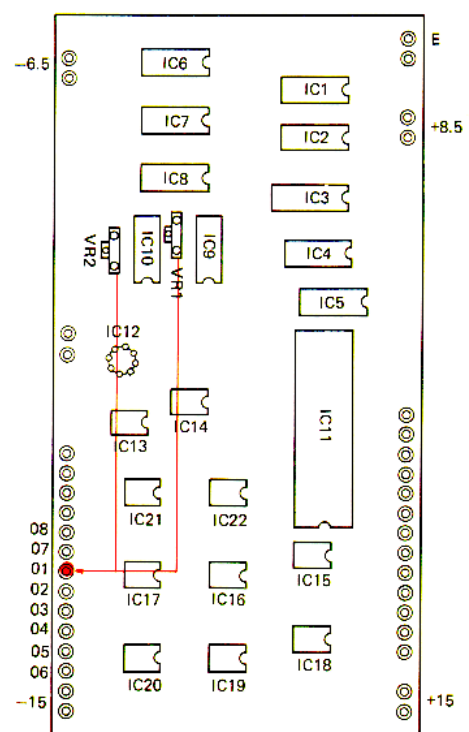 E
−6.5
IC6
IC1
IC7
+8.5
IC2
IC8
IC3
VR2
IC10
VR1
IC9
IC4
IC5
IC12
IC11
IC14
IC13
IC21
IC22
08
07
01
IC15
02
IC17
IC16
03
04
IC18
05
06
IC20
IC19
−15
+15